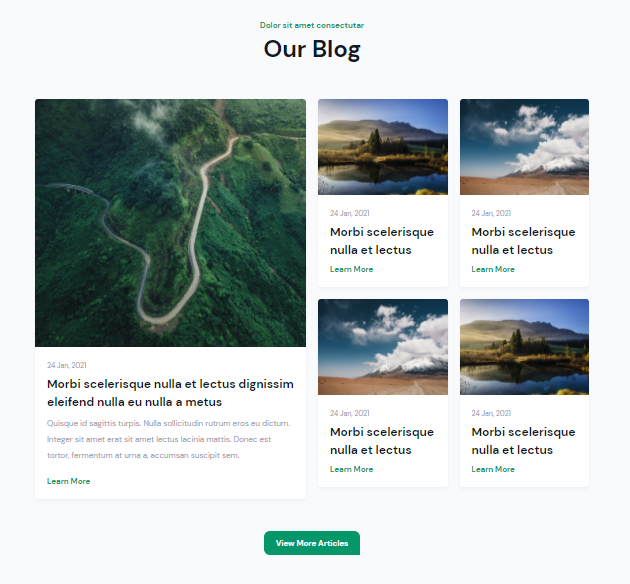 Dolor sit amet consectutar
Our Blog
24 Jan, 2021
Morbi scelerisque nulla et lectus dignissim
eleifend nulla eu nulla a metus
Quisque id sagittis turpis. Nulla sollicitudin rutrum eros eu dictum.
Integer sit amet erat sit amet lectus lacinia mattis. Donec est
tortor, fermentum at urna a, accumsan suscipit sem.
Learn More
24 Jan, 2021
Morbi scelerisque
nulla et lectus
Learn More
24 Jan, 2021
Morbi scelerisque
nulla et lectus
Learn More
24 Jan, 2021
Morbi scelerisque
nulla et lectus
Learn More
24 Jan, 2021
Morbi scelerisque
nulla et lectus
Learn More
View More Articles